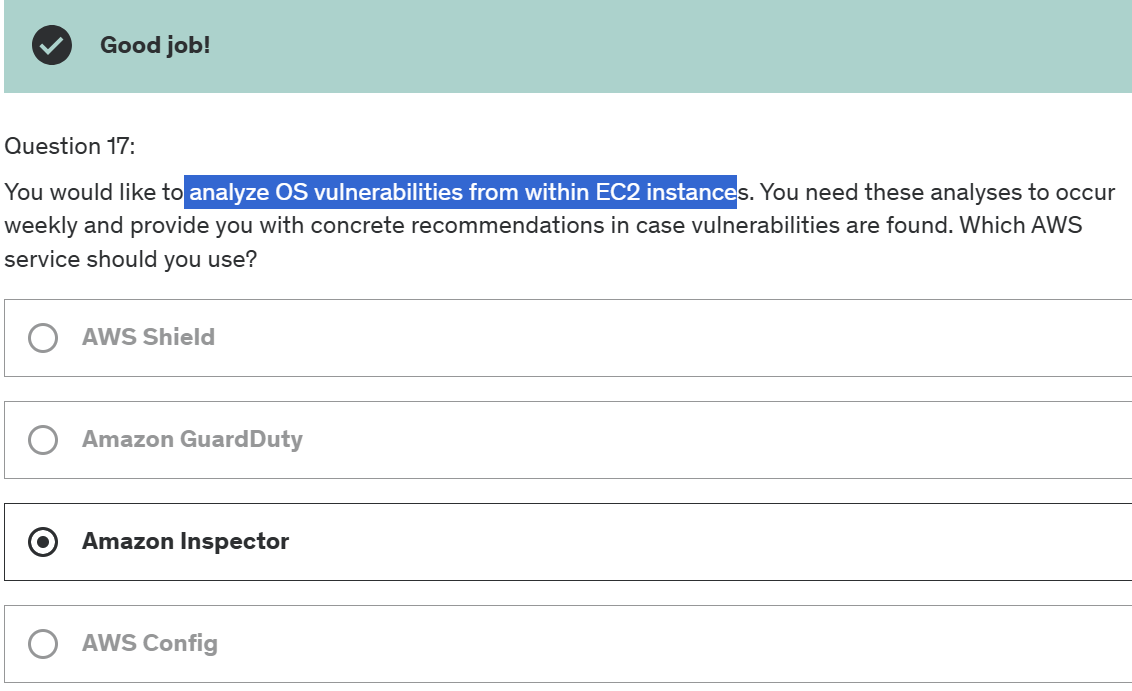 Good job!
Question 17:
You would like to analyze OS vulnerabilities from within EC2 instances. You need these analyses to occur
weekly and provide you with concrete recommendations in case vulnerabilities are found. Which AWS
service should you use?
AWS Shield
Amazon GuardDuty
Amazon Inspector
AWS Config